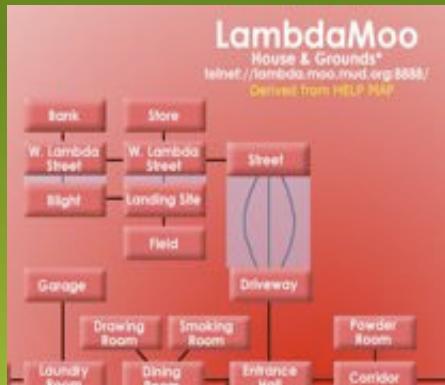 LambdaMoo
House & Grounds*
telnet://lambda.moo.mud.org:8888/
Derived from HELP MAP
Bank
Store
W. Lambda
Street
W. Lambda
Street
Street
Blight
Landing Site
Field
Garage
Driveway
Drawing
Room
Smoking
Room
Powder
Room
Laundry
Room
Dining
Room
Entrance
Hall
Corridor